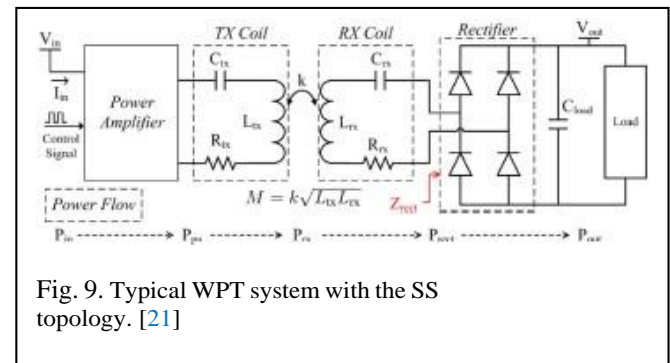 TX Coil
RX Coil
Rectifier
V_in
V_out
I_in
Power
Amplifier
C_tx
k
C_rx
L_tx
L_rx
C_load
Load
Control
Signal
R_tx
R_rx
M = k√L_tx L_rx
Z_rect
Power Flow
P_in P_pa P_rx P_rect P_out
Fig. 9. Typical WPT system with the SS
topology. [21]